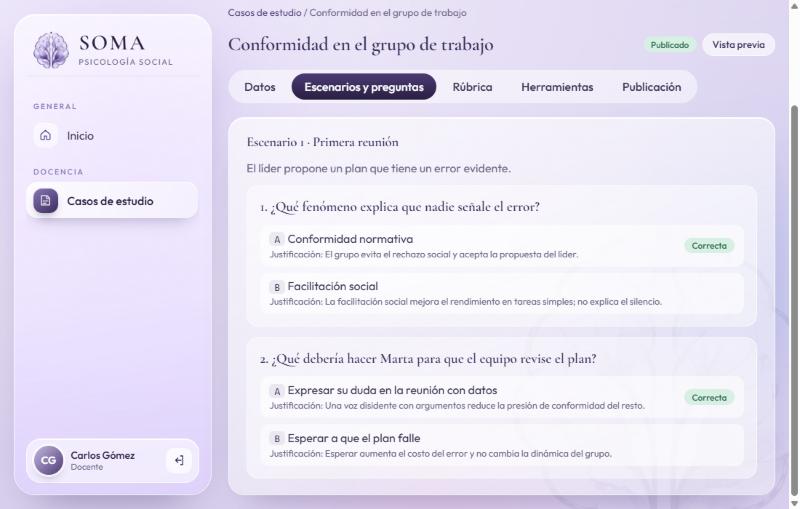 SOMA
PSICOLOGÍA SOCIAL
GENERAL
Inicio
DOCENCIA
Casos de estudio
CG
Carlos Gómez
Docente
Casos de estudio / Conformidad en el grupo de trabajo
Conformidad en el grupo de trabajo
Publicado
Vista previa
Datos
Escenarios y preguntas
Rúbrica
Herramientas
Publicación
Escenario 1 · Primera reunión
El líder propone un plan que tiene un error evidente.
1. ¿Qué fenómeno explica que nadie señale el error?
A Conformidad normativa
Justificación: El grupo evita el rechazo social y acepta la propuesta del líder.
Correcta
B Facilitación social
Justificación: La facilitación social mejora el rendimiento en tareas simples; no explica el silencio.
2. ¿Qué debería hacer Marta para que el equipo revise el plan?
A Expresar su duda en la reunión con datos
Justificación: Una voz disidente con argumentos reduce la presión de conformidad del resto.
Correcta
B Esperar a que el plan falle
Justificación: Esperar aumenta el costo del error y no cambia la dinámica del grupo.